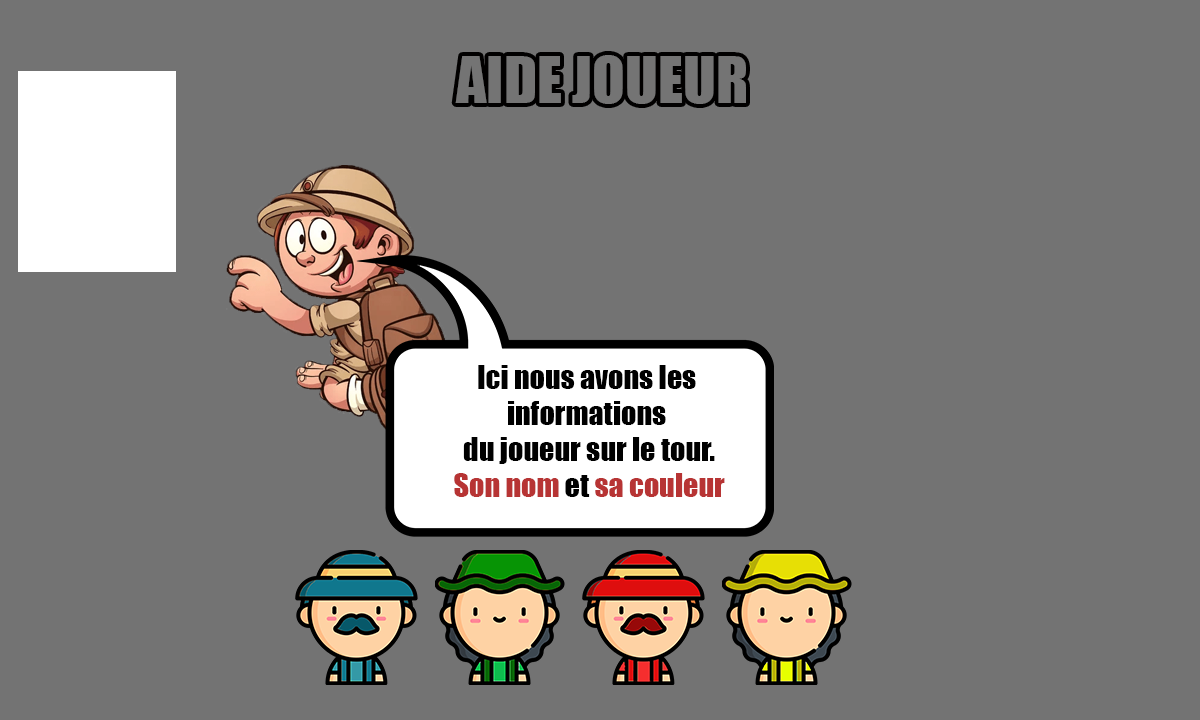 AIDE JOUEUR
Ici nous avons les
informations
du joueur sur le tour.
Son nom et sa couleur